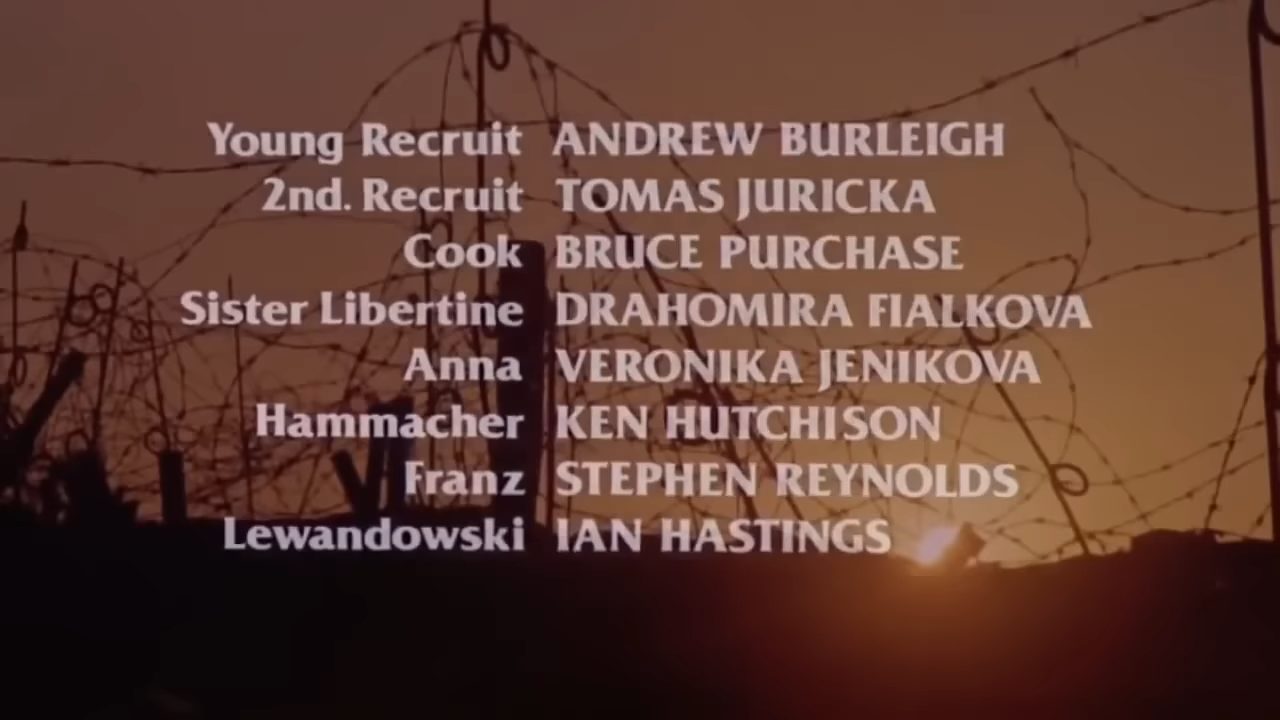 Young Recruit ANDREW BURLEIGH
2nd. Recruit TOMAS JURICKA
Cook BRUCE PURCHASE
Sister Libertine DRAHOMIRA FIALKOVA
Anna VERONIKA JENIKOVA
Hammacher KEN HUTCHISON
Franz STEPHEN REYNOLDS
Lewandowski IAN HASTINGS